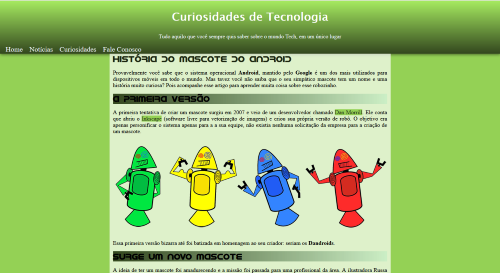 Curiosidades de Tecnologia
Tudo aquilo que você sempre quis saber sobre o mundo Tech, em um único lugar
Home Notícias Curiosidades Fale Conosco
História do Mascote do Android
Provavelmente você sabe que o sistema operacional Android, mantido pelo Google é um dos mais utilizados para
dispositivos móveis em todo o mundo. Mas tavez você não saiba que o seu simpático mascote tem um nome e uma
história muito curiosa? Pois acompanhe esse artigo para aprender muita coisa sobre esse robozinho.
A primeira versão
A primeira tentativa de criar um mascote surgiu em 2007 e veio de um desenvolvedor chamado Dan Morrill. Ele conta
que abriu o Inkscape (software livre para vetorização de imagens) e criou sua própria versão de robô. O objetivo era
apenas personificar o sistema apenas para a sua equipe, não existia nenhuma solicitação da empresa para a criação de
um mascote.
Essa primeira versão bizarra até foi batizada em homenagem ao seu criador: seriam os Dandroids.
Surge um novo mascote
A ideia de ter um mascote foi amadurecendo e a missão foi passada para uma profissional da área. A ilustradora Russa